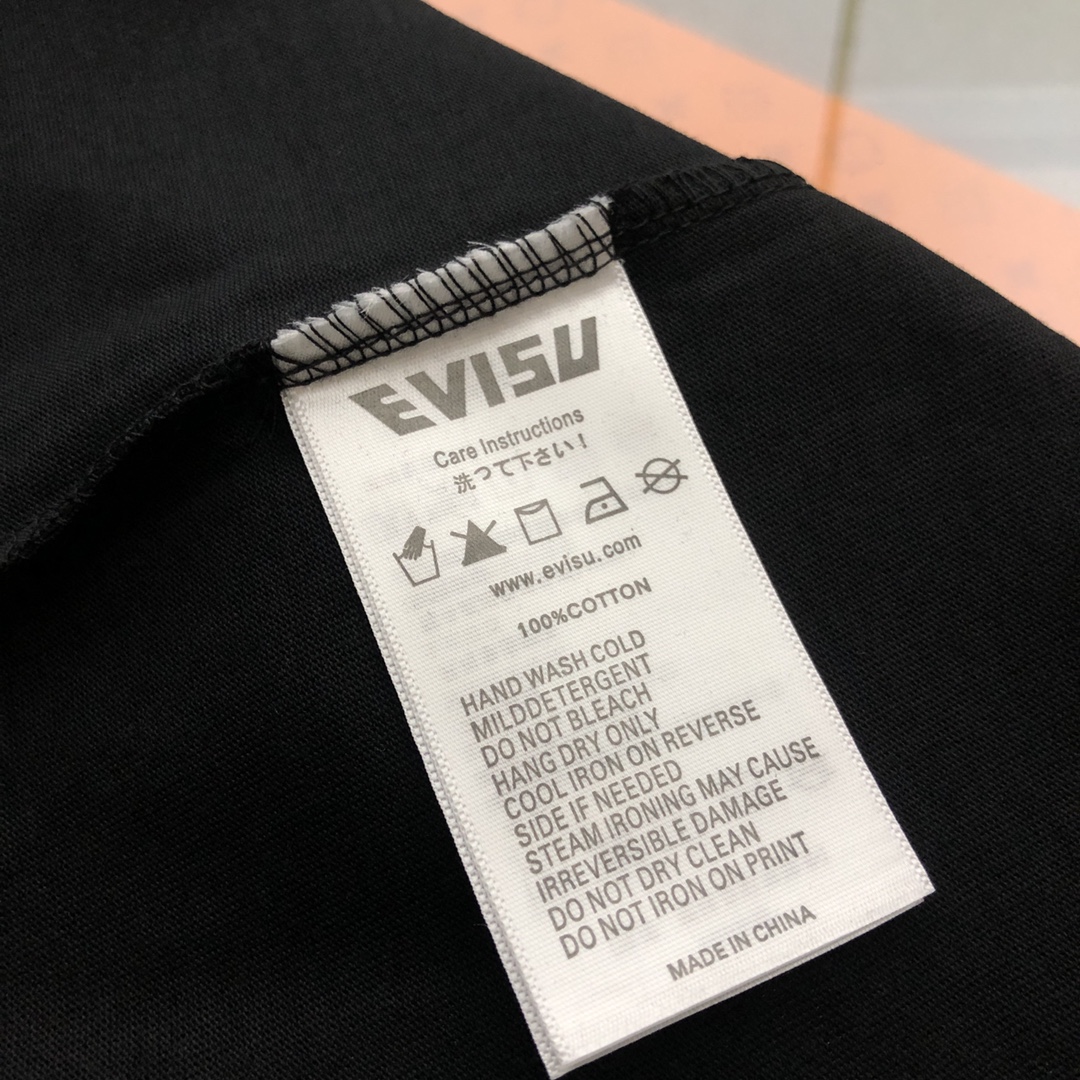 EVISU
Care Instructions
洗って下さい!
www.evisu.com
100%COTTON
HAND WASH COLD
MILDDETERGENT
DO NOT BLEACH
HANG DRY ONLY
COOL IRON ON REVERSE
SIDE IF NEEDED
STEAM IRONING MAY CAUSE
IRREVERSIBLE DAMAGE
DO NOT DRY CLEAN
DO NOT IRON ON PRINT
MADE IN CHINA